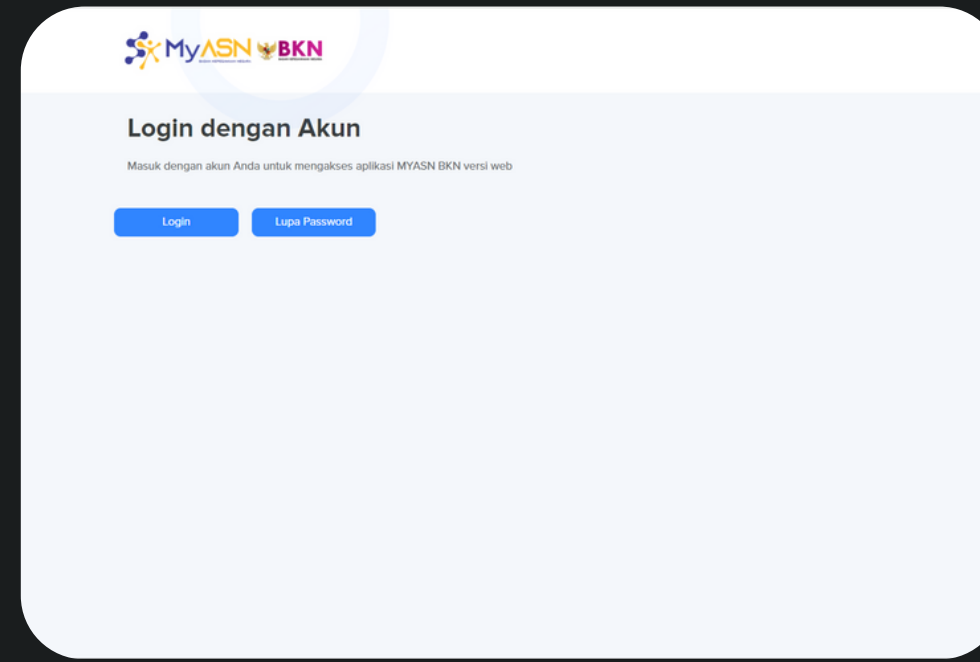 MyASN BKN
Login dengan Akun
Masuk dengan akun Anda untuk mengakses aplikasi MYASN BKN versi web
Login Lupa Password